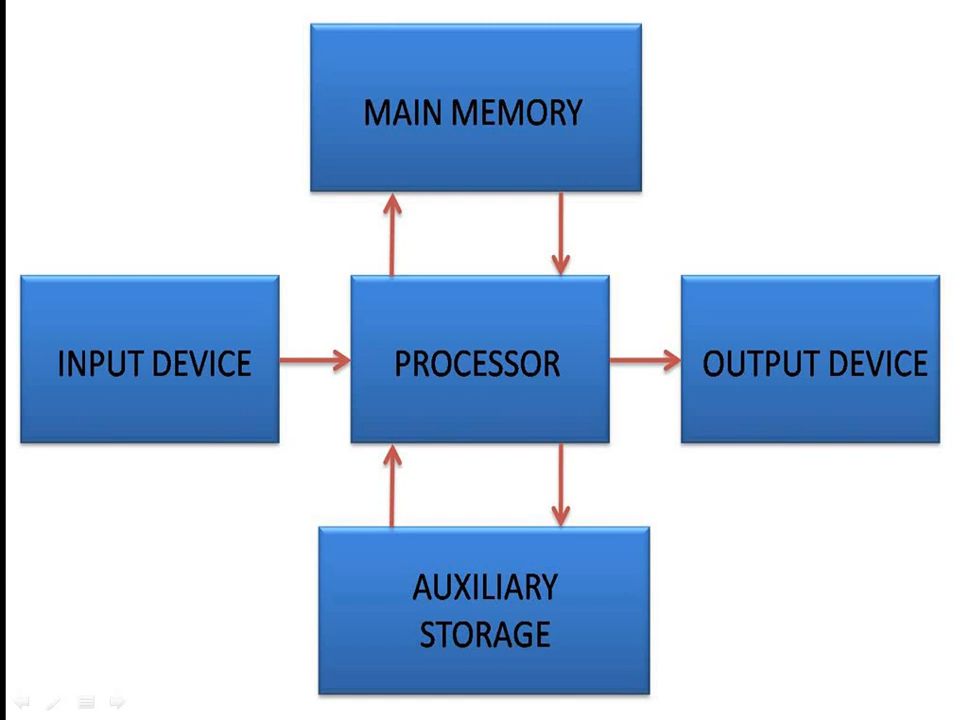 MAIN MEMORY
INPUT DEVICE
PROCESSOR
OUTPUT DEVICE
AUXILIARY
STORAGE